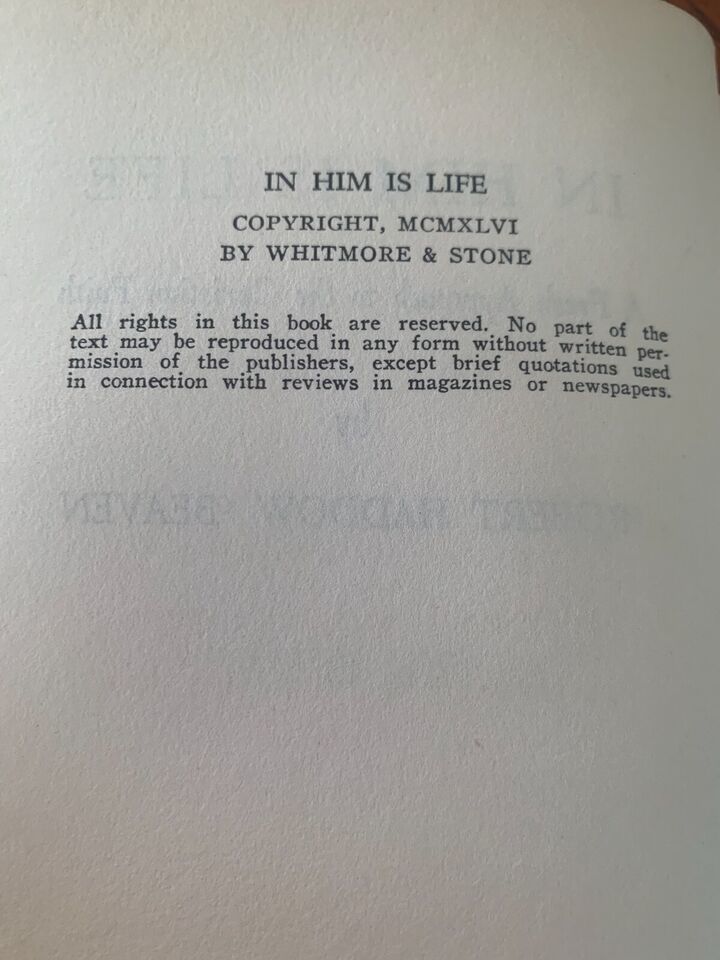 IN HIM IS LIFE
COPYRIGHT, MCMXLVI
BY WHITMORE & STONE
All rights in this book are reserved. No part of the
text may be reproduced in any form without written per-
mission of the publishers, except brief quotations used
in connection with reviews in magazines or newspapers.